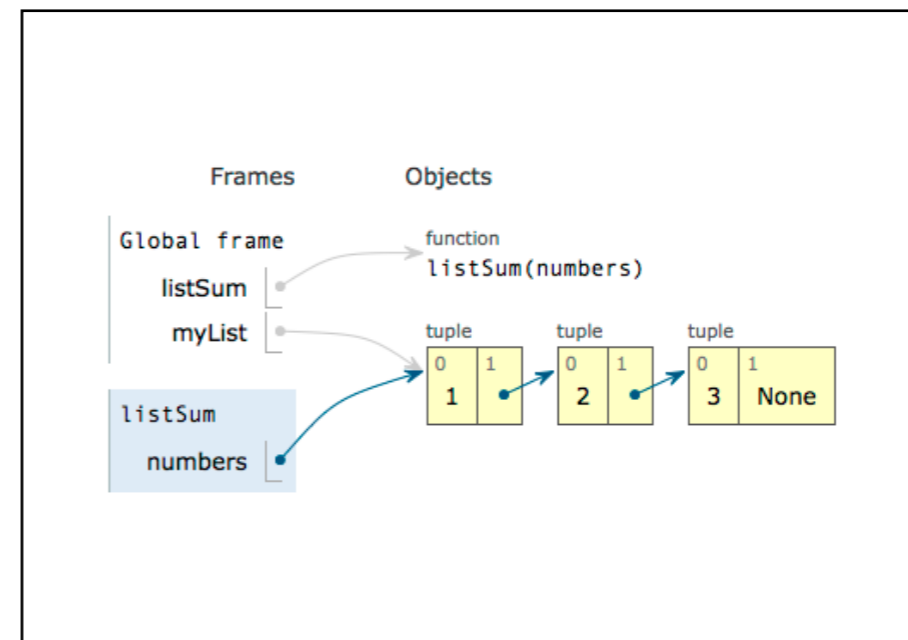 Frames Objects
Global frame
function
listSum(numbers)
listSum
myList
tuple tuple tuple
0 1 0 1 0 1
1 2 3 None
listSum
numbers